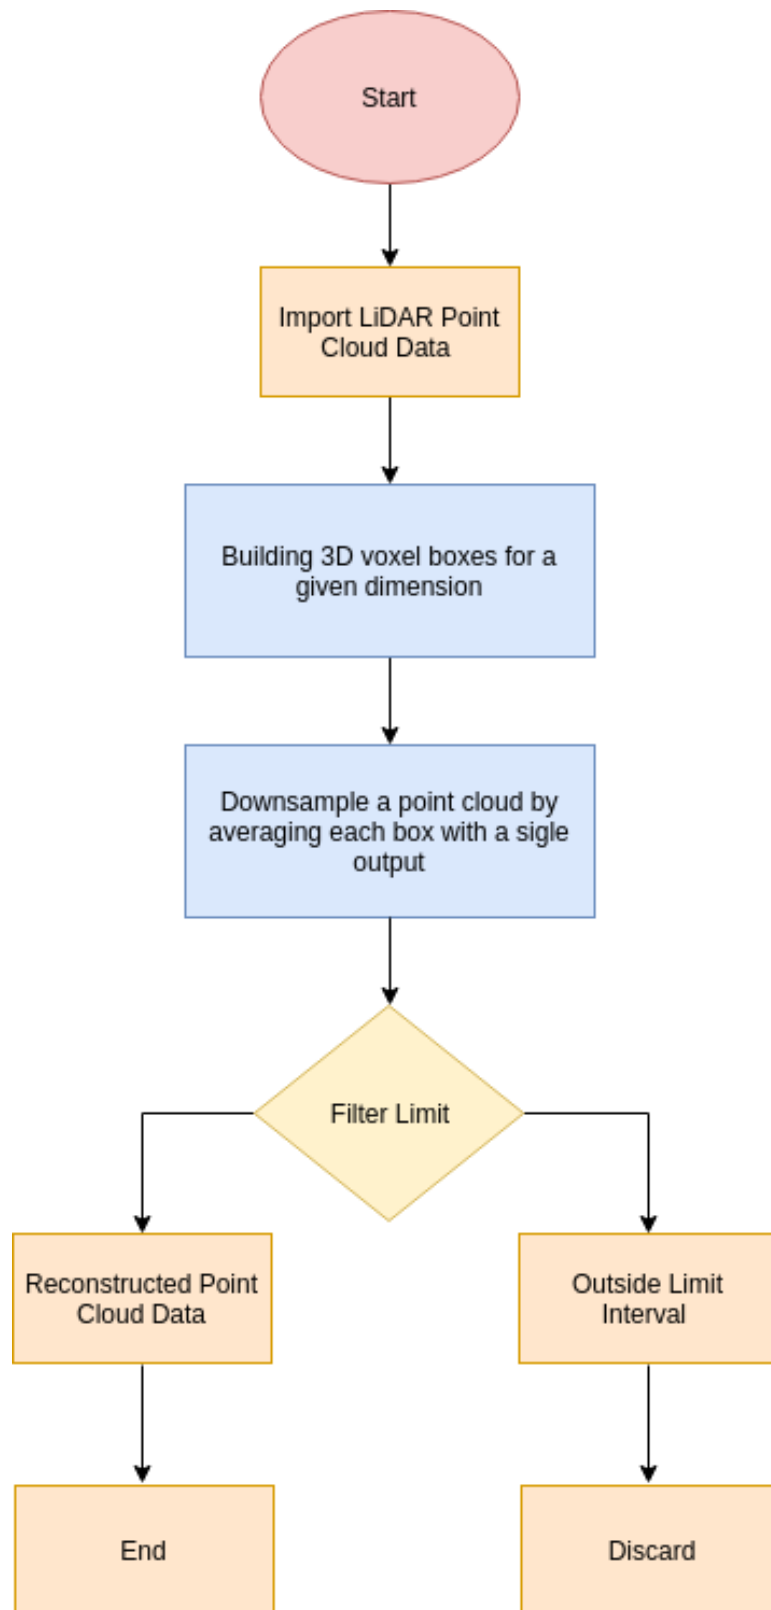 Start
Import LiDAR Point
Cloud Data
Building 3D voxel boxes for a
given dimension
Downsample a point cloud by
averaging each box with a sigle
output
Filter Limit
Reconstructed Point
Cloud Data
Outside Limit
Interval
End
Discard